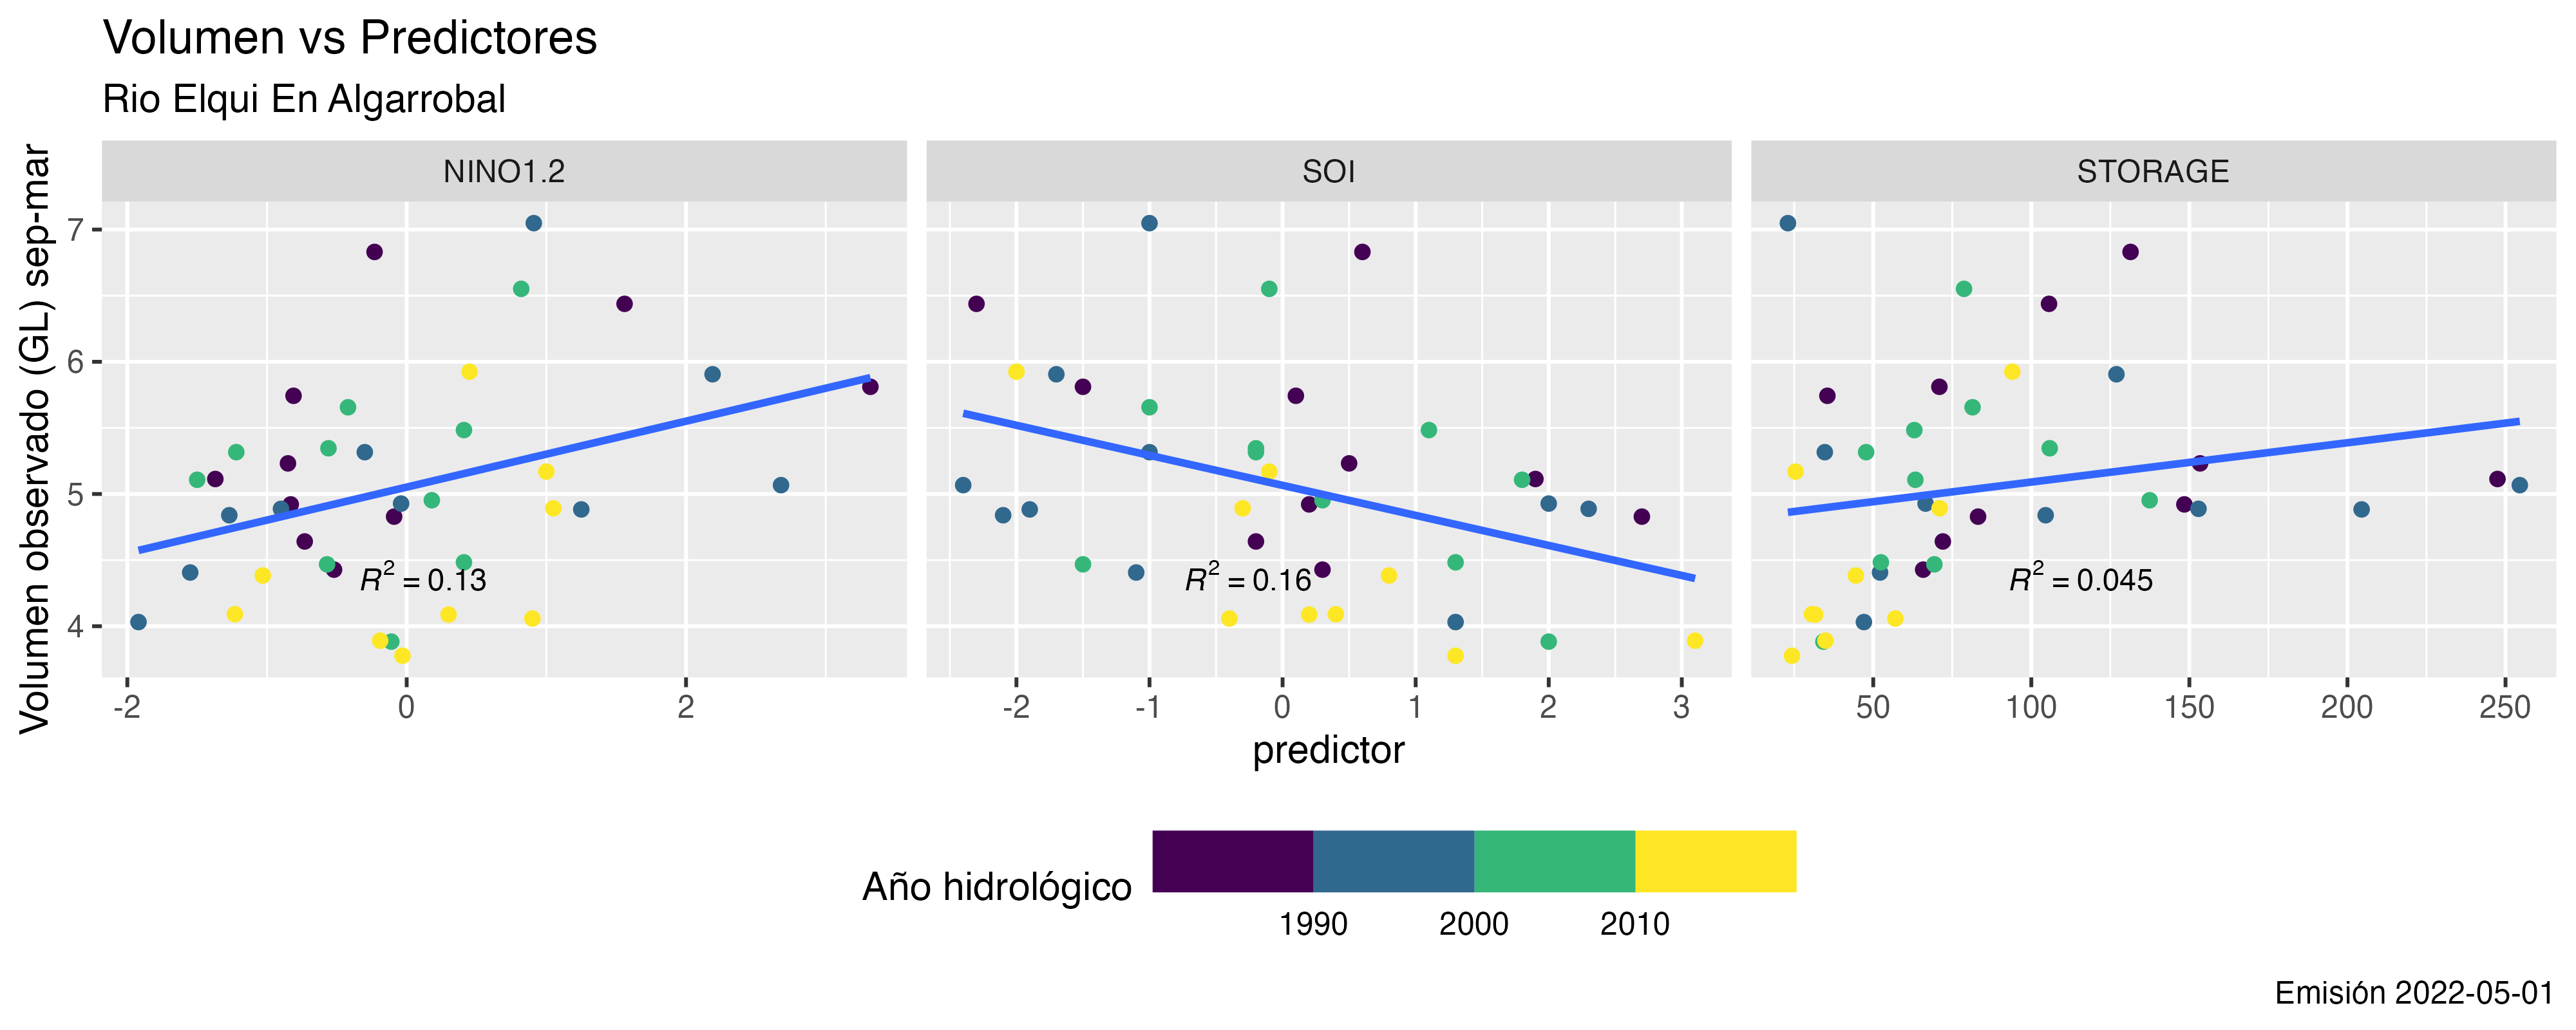 Volumen vs Predictores
Rio Elqui En Algarrobal
Volumen observado (GL) sep-mar
NINO1.2
SOI
STORAGE
7
6
5
4
R² = 0.13
R² = 0.16
R² = 0.045
-2 0 2
-2 -1 0 1 2 3
50 100 150 200 250
predictor
Año hidrológico
1990 2000 2010
Emisión 2022-05-01